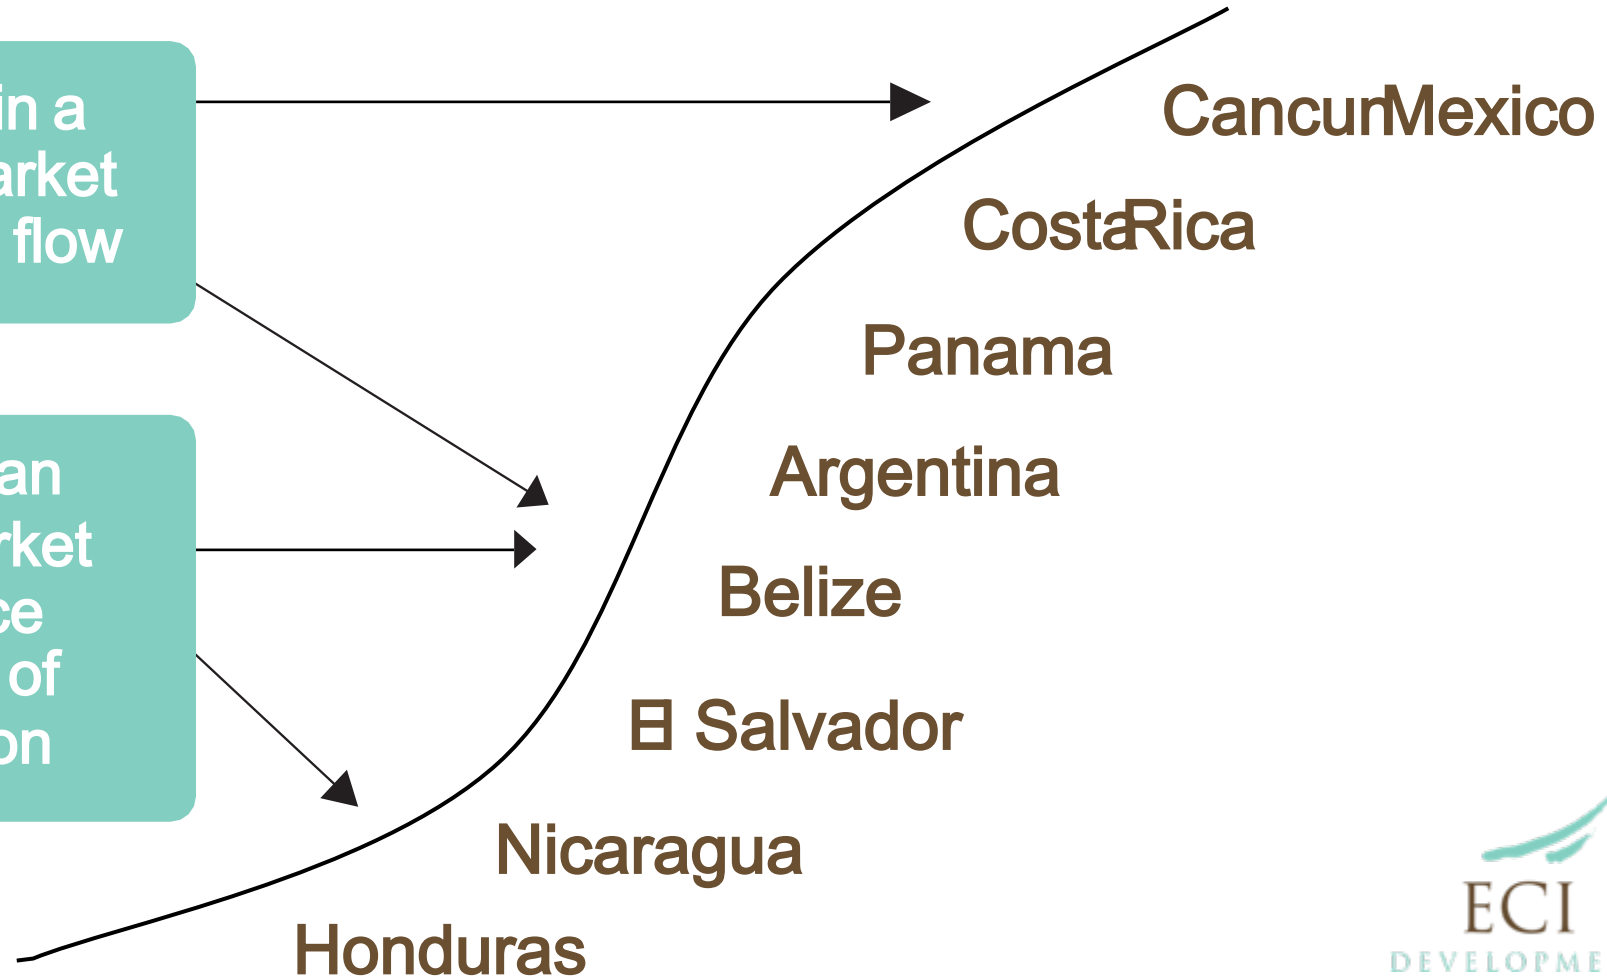 in a
arket
flow
an
rket
ce
of
on
CancunMexico
CostaRica
Panama
Argentina
Belize
El Salvador
Nicaragua
Honduras
ECI
DEVELOPME